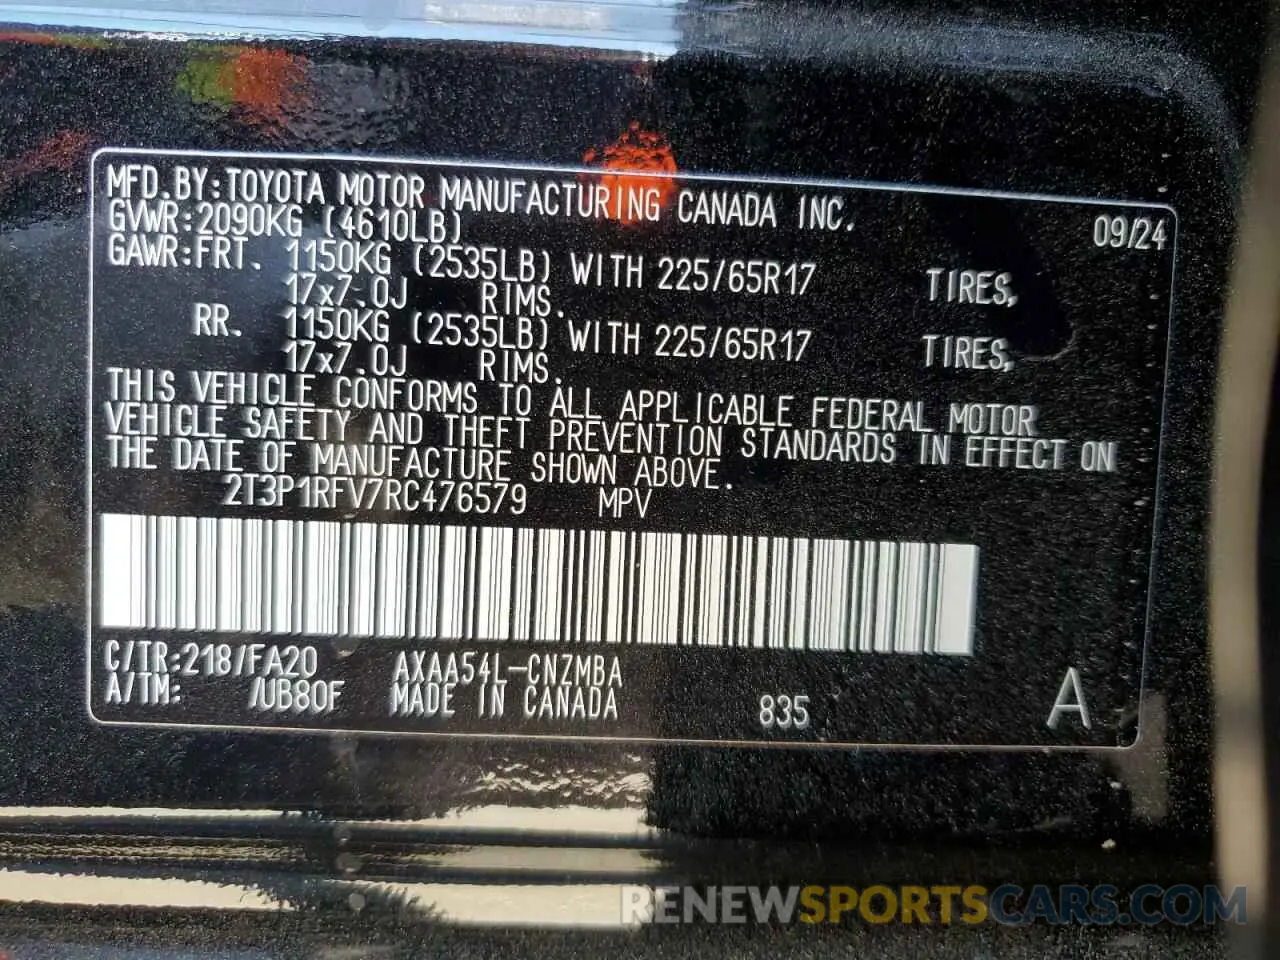 MFD.BY:TOYOTA MOTOR MANUFACTURING CANADA INC.
GVWR:2090KG (4610LB) 09/24
GAWR:FRT. 1150KG (2535LB) WITH 225/65R17 TIRES,
17x7.0J RIMS.
RR. 1150KG (2535LB) WITH 225/65R17 TIRES,
17x7.0J RIMS.
THIS VEHICLE CONFORMS TO ALL APPLICABLE FEDERAL MOTOR
VEHICLE SAFETY AND THEFT PREVENTION STANDARDS IN EFFECT ON
THE DATE OF MANUFACTURE SHOWN ABOVE.
2T3P1RFV7RC476579 MPV
C/TR:218/FA20 AXAA54L-CNZMBA
A/TM: /UB80F MADE IN CANADA 835 A
RENEWSPORTSCARS.COM